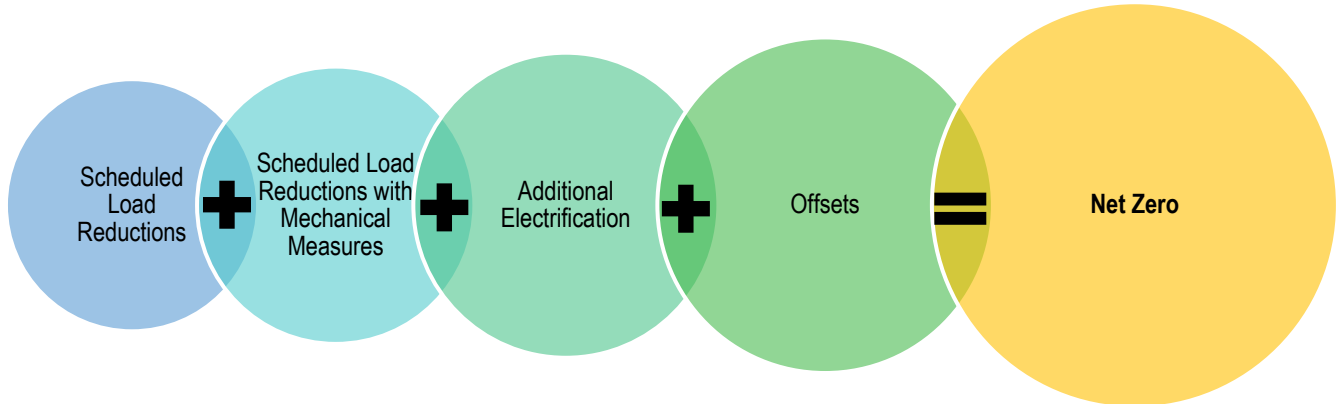 Scheduled
Load
Reductions
+
Scheduled Load
Reductions with
Mechanical
Measures
+
Additional
Electrification
+
Offsets
=
Net Zero